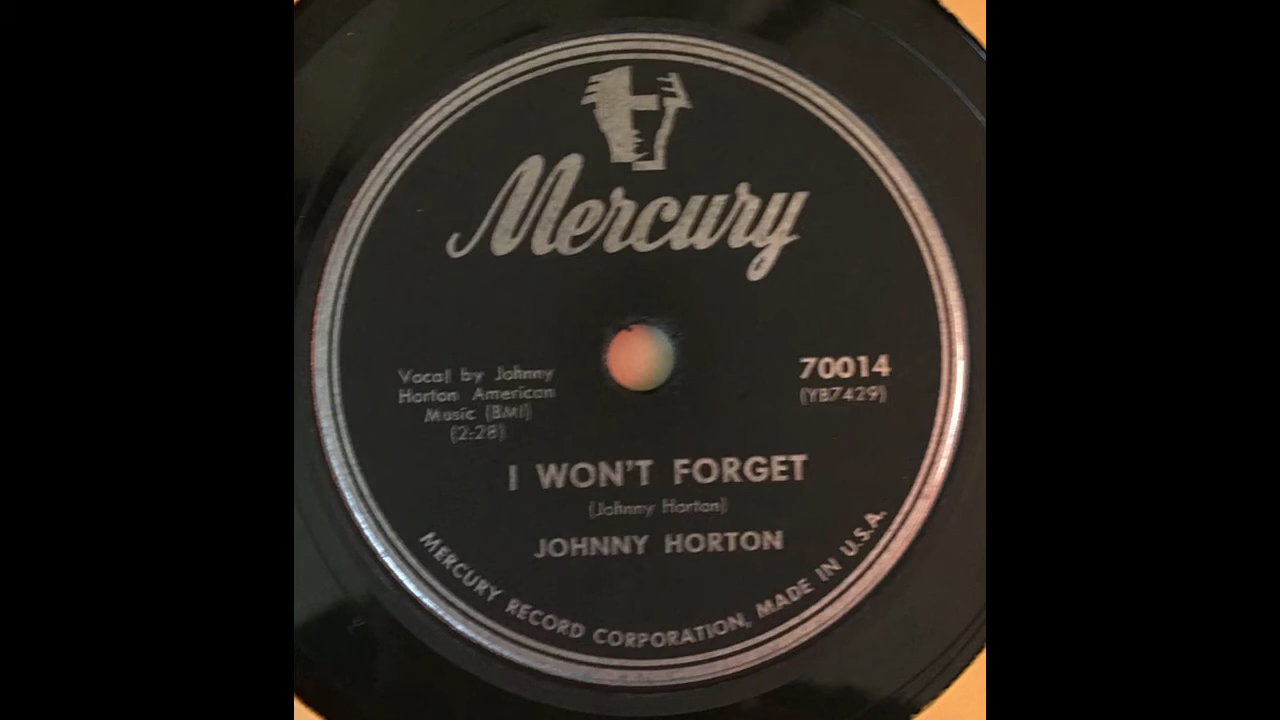 Mercury
Vocal by Johnny
Horton American
Music (BMI)
(2:28)
70014
(YB7429)
I WON'T FORGET
(Johnny Horton)
JOHNNY HORTON
MERCURY RECORD CORPORATION, MADE IN U.S.A.